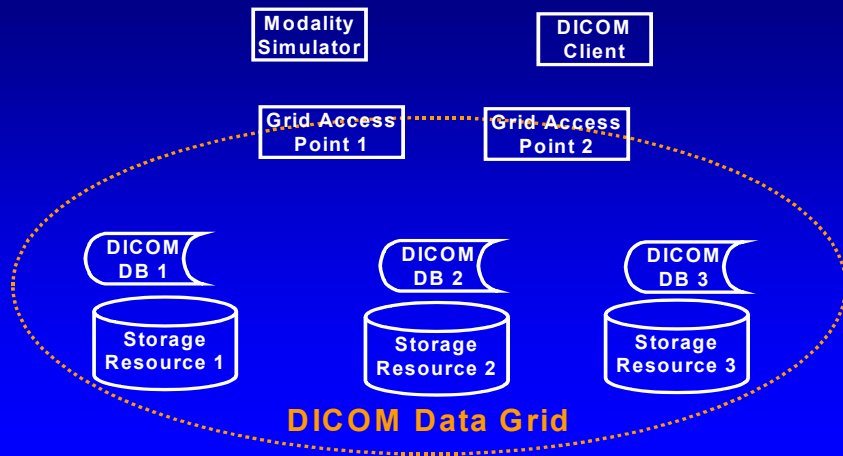 Modality
Simulator
DICOM
Client
Grid Access
Point 1
Grid Access
Point 2
DICOM
DB 1
DICOM
DB 2
DICOM
DB 3
Storage
Resource 1
Storage
Resource 2
Storage
Resource 3
DICOM Data Grid